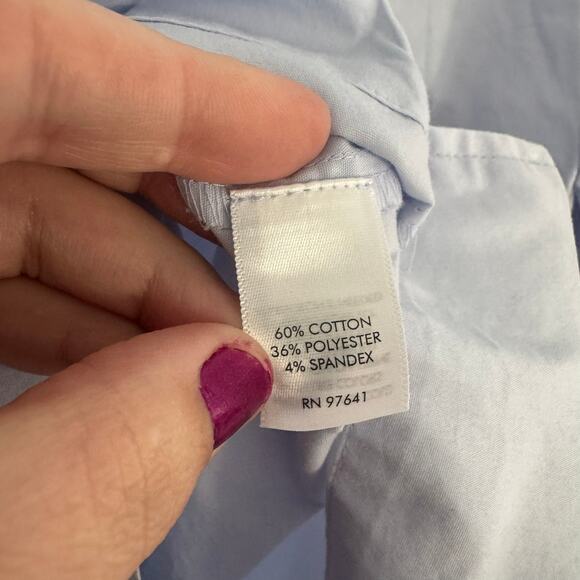 60% COTTON
36% POLYESTER
4% SPANDEX
RN 97641